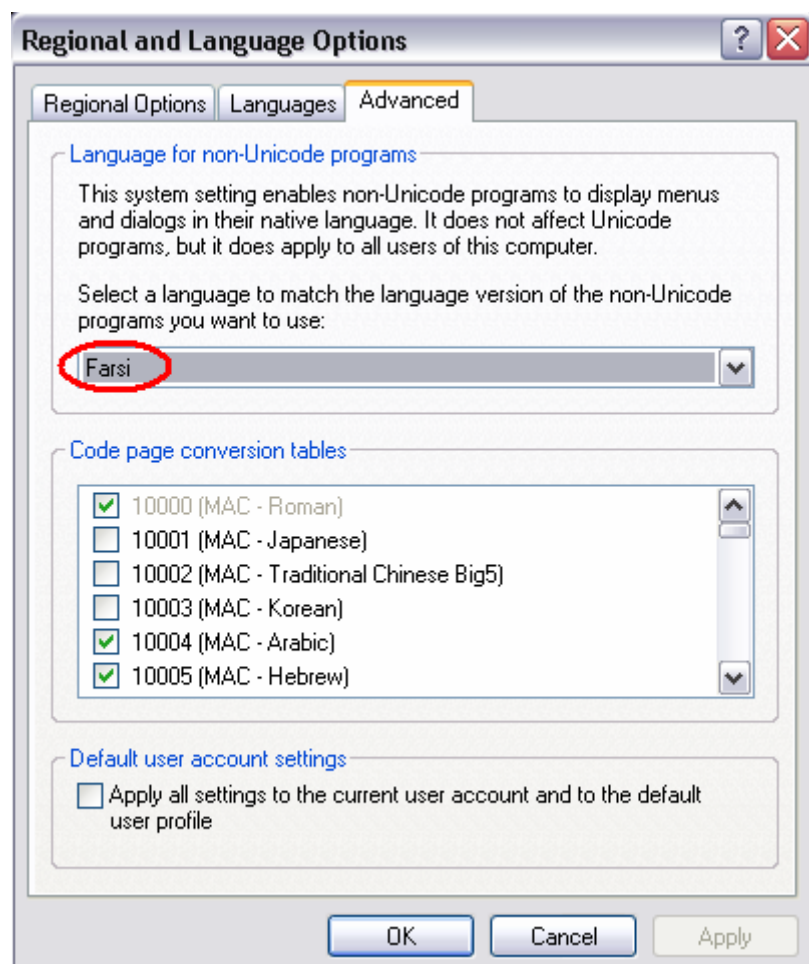 Regional and Language Options
Regional Options Languages Advanced
Language for non-Unicode programs
This system setting enables non-Unicode programs to display menus
and dialogs in their native language. It does not affect Unicode
programs, but it does apply to all users of this computer.
Select a language to match the language version of the non-Unicode
programs you want to use:
Farsi
Code page conversion tables
10000 (MAC - Roman)
10001 (MAC - Japanese)
10002 (MAC - Traditional Chinese Big5)
10003 (MAC - Korean)
10004 (MAC - Arabic)
10005 (MAC - Hebrew)
Default user account settings
Apply all settings to the current user account and to the default
user profile
OK Cancel Apply